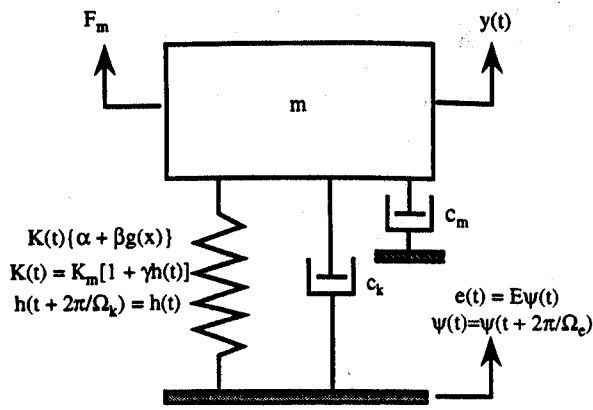 F_m
y(t)
m
c_m
K(t){α + βg(x)}
K(t) = K_m[1 + γh(t)]
h(t + 2π/Ω_k) = h(t)
c_k
e(t) = Eψ(t)
ψ(t)=ψ(t + 2π/Ω_e)